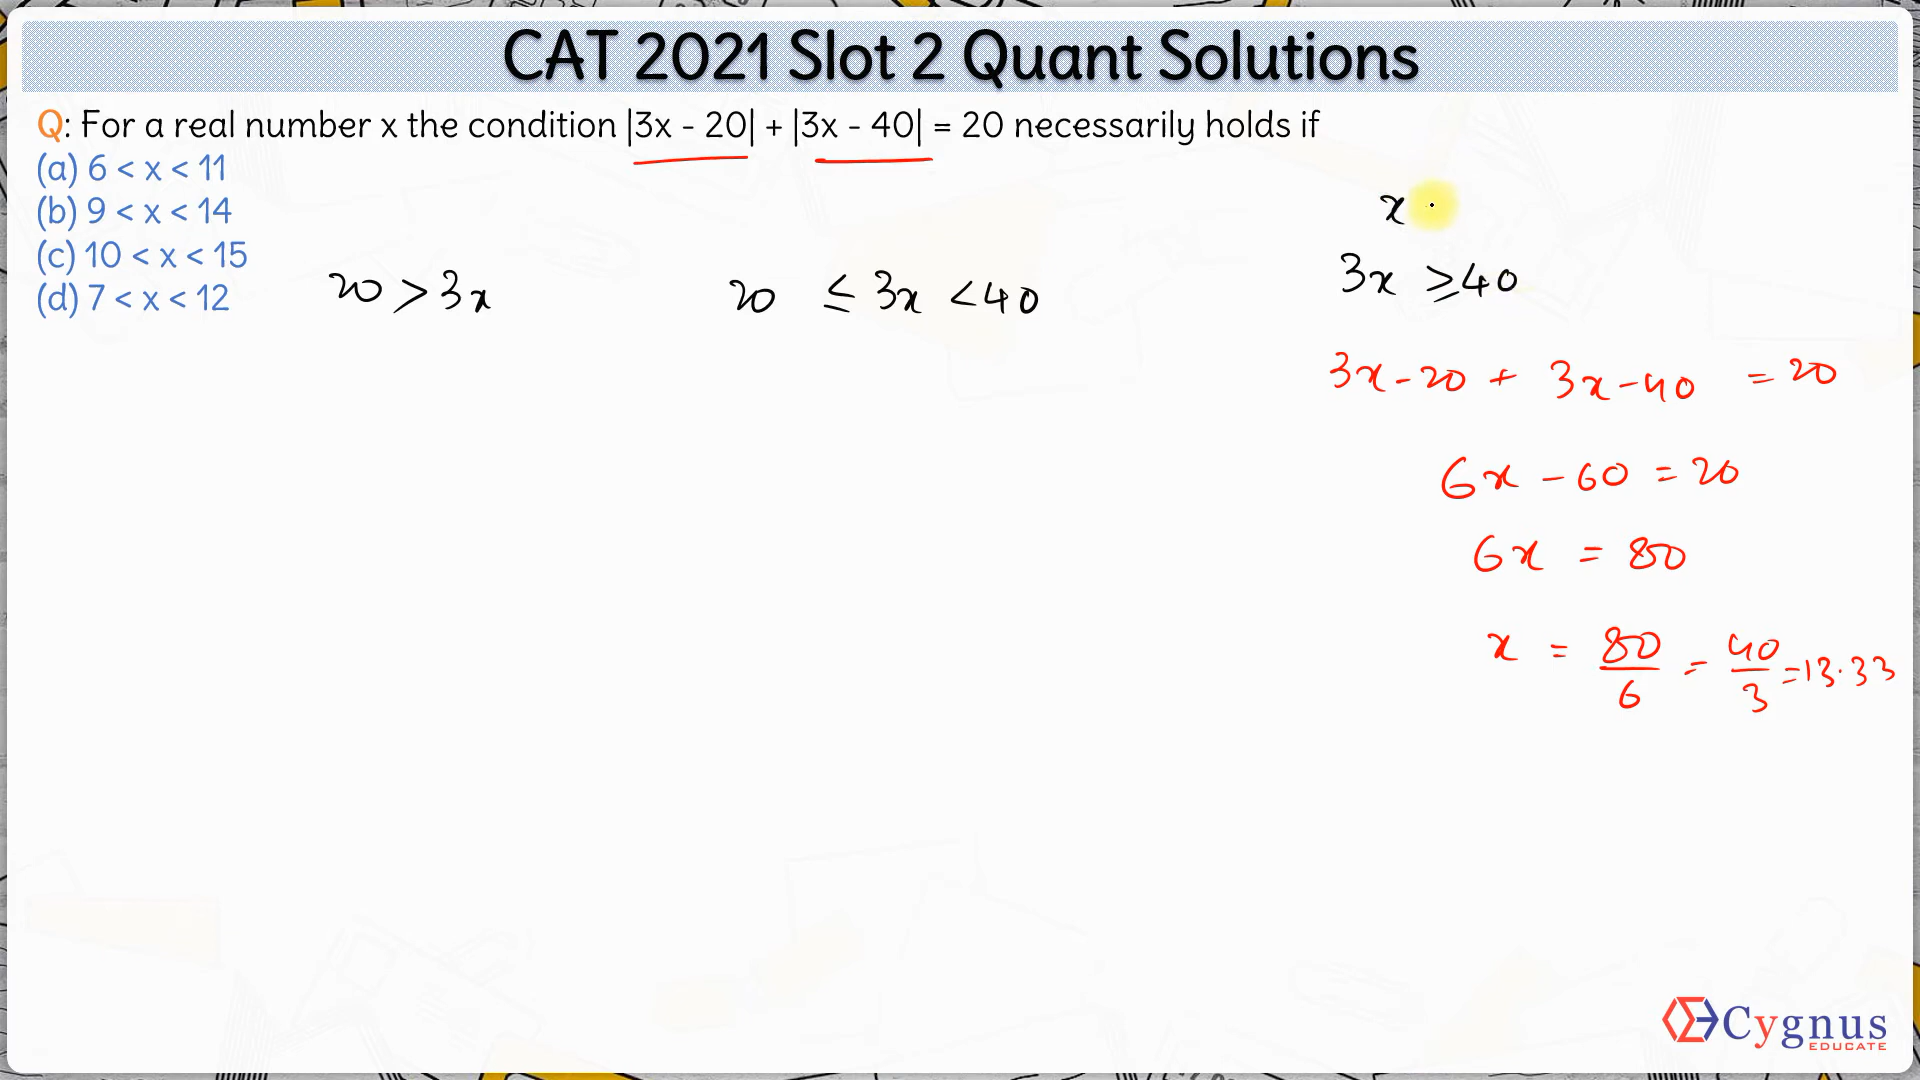 CAT 2021 Slot 2 Quant Solutions
Q: For a real number x the condition |3x - 20| + |3x - 40| = 20 necessarily holds if
(a) 6 < x < 11
(b) 9 < x < 14
(c) 10 < x < 15
(d) 7 < x < 12
20 > 3x
20 ≤ 3x < 40
x
3x ≥ 40
3x - 20 + 3x - 40 = 20
6x - 60 = 20
6x = 80
x = 80/6 = 40/3 = 13.33
Cygnus
EDUCATE